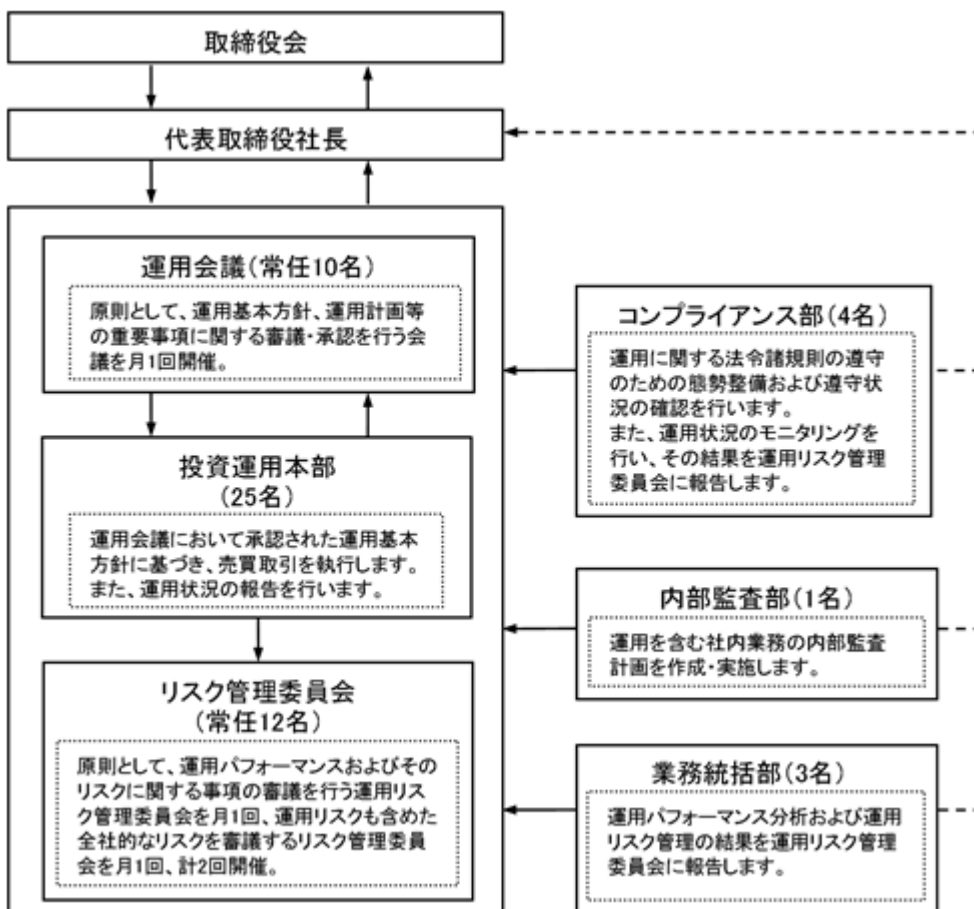 取締役会
代表取締役社長
運用会議(常任10名)
原則として、運用基本方針、運用計画等
の重要事項に関する審議・承認を行う会
議を月1回開催。
投資運用本部
(25名)
運用会議において承認された運用基本
方針に基づき、売買取引を執行します。
また、運用状況の報告を行います。
リスク管理委員会
(常任12名)
原則として、運用パフォーマンスおよびその
リスクに関する事項の審議を行う運用リス
ク管理委員会を月1回、運用リスクも含めた
全社的なリスクを審議するリスク管理委員
会を月1回、計2回開催。
コンプライアンス部(4名)
運用に関する法令諸規則の遵守
のための態勢整備および遵守状
況の確認を行います。
また、運用状況のモニタリングを
行い、その結果を運用リスク管理
委員会に報告します。
内部監査部(1名)
運用を含む社内業務の内部監査
計画を作成・実施します。
業務統括部(3名)
運用パフォーマンス分析および運用
リスク管理の結果を運用リスク管理
委員会に報告します。